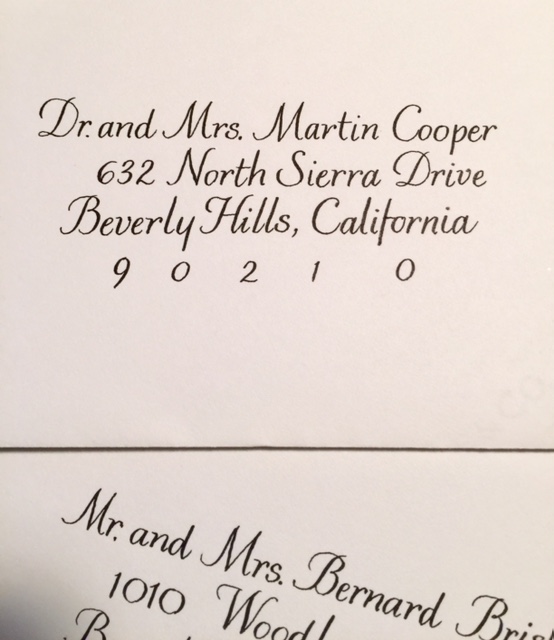 Dr. and Mrs. Martin Cooper
632 North Sierra Drive
Beverly Hills, California
9 0 2 1 0
Mr. and Mrs. Bernard
1010